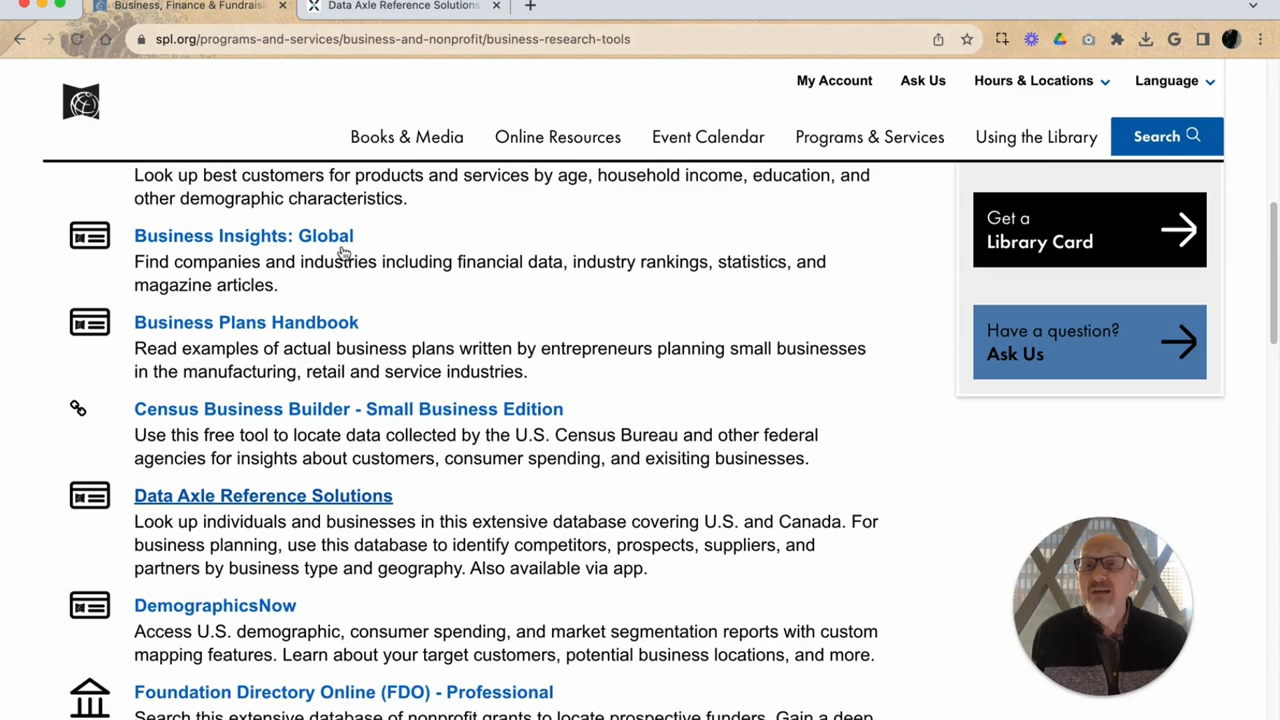 Business, Finance & Fundraisi
Data Axle Reference Solutions
spl.org/programs-and-services/business-and-nonprofit/business-research-tools
My Account
Ask Us
Hours & Locations
Language
Books & Media
Online Resources
Event Calendar
Programs & Services
Using the Library
Search
Look up best customers for products and services by age, household income, education, and
other demographic characteristics.
Business Insights: Global
Find companies and industries including financial data, industry rankings, statistics, and
magazine articles.
Business Plans Handbook
Read examples of actual business plans written by entrepreneurs planning small businesses
in the manufacturing, retail and service industries.
Census Business Builder - Small Business Edition
Use this free tool to locate data collected by the U.S. Census Bureau and other federal
agencies for insights about customers, consumer spending, and exisiting businesses.
Data Axle Reference Solutions
Look up individuals and businesses in this extensive database covering U.S. and Canada. For
business planning, use this database to identify competitors, prospects, suppliers, and
partners by business type and geography. Also available via app.
DemographicsNow
Access U.S. demographic, consumer spending, and market segmentation reports with custom
mapping features. Learn about your target customers, potential business locations, and more.
Foundation Directory Online (FDO) - Professional
Search this extensive database of nonprofit grants to locate prospective funders. Gain a deep
Get a
Library Card
Have a question?
Ask Us